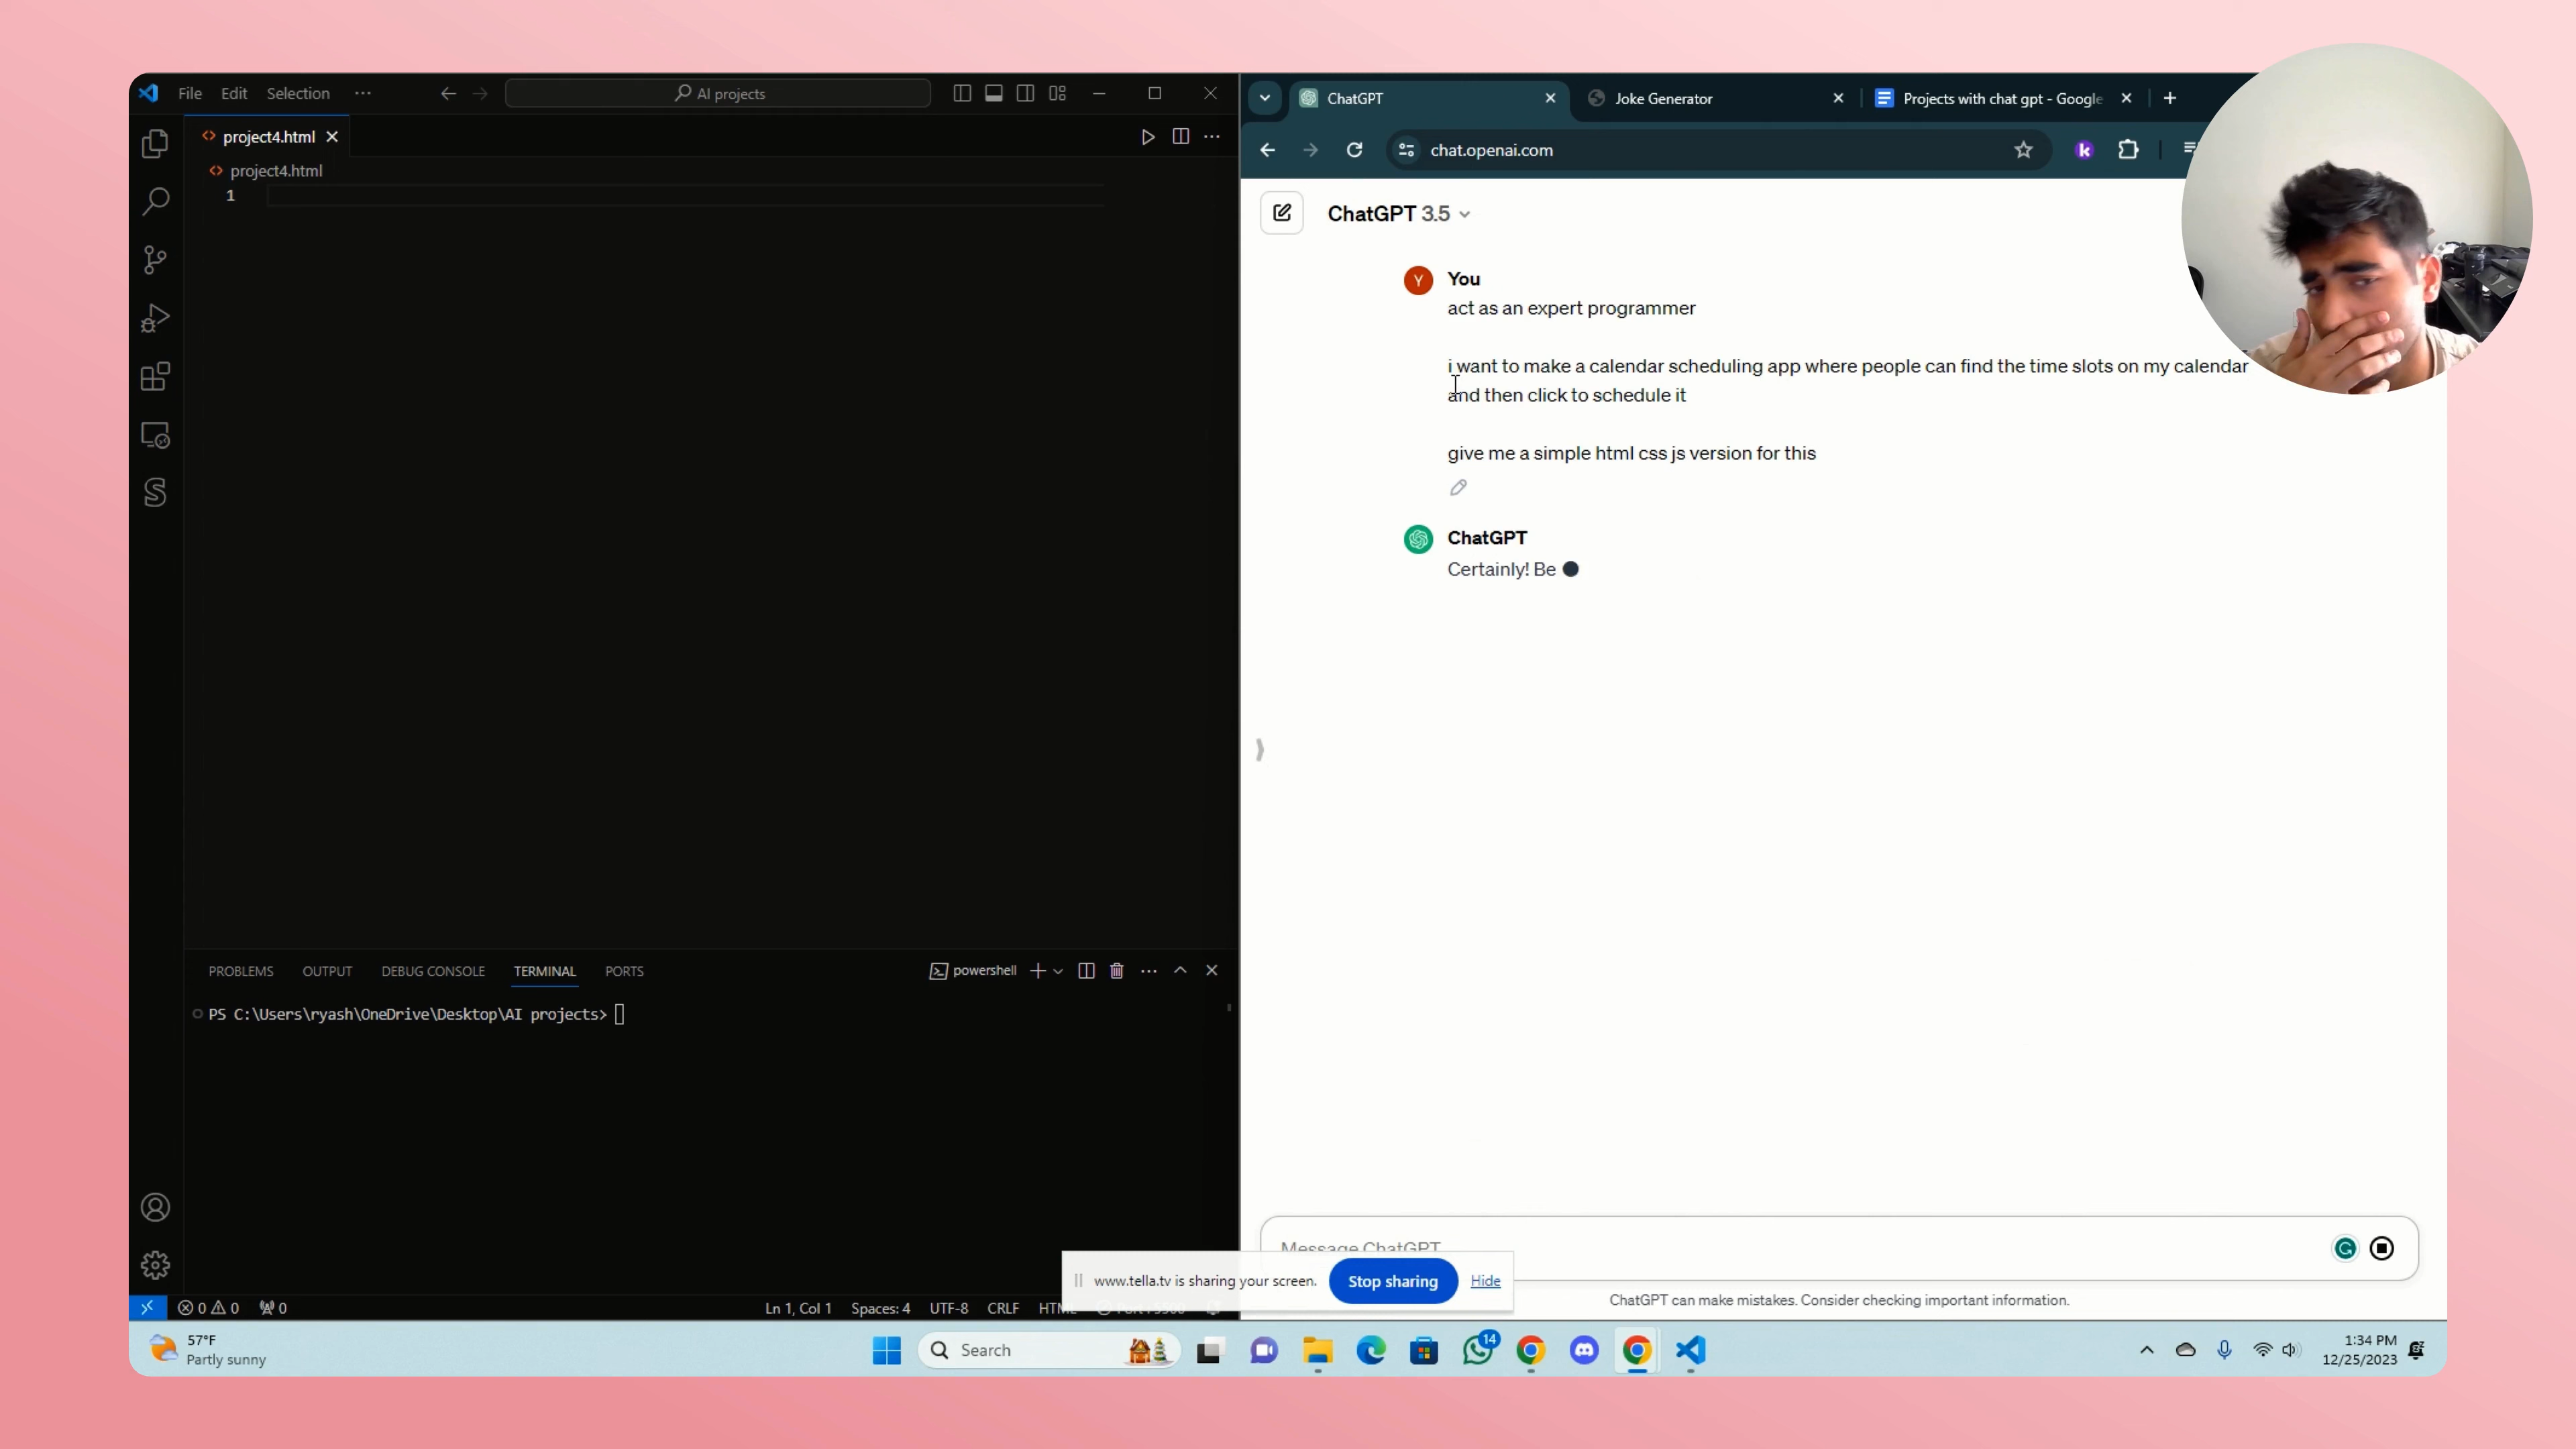 File Edit Selection ···
AI projects
project4.html
project4.html
1
PROBLEMS OUTPUT DEBUG CONSOLE TERMINAL PORTS
powershell
PS C:\Users\ryash\OneDrive\Desktop\AI projects>
0 0 0
Ln 1, Col 1 Spaces: 4 UTF-8 CRLF
ChatGPT
Joke Generator
Projects with chat gpt - Google
chat.openai.com
k
ChatGPT 3.5
Y
You
act as an expert programmer
i want to make a calendar scheduling app where people can find the time slots on my calendar
and then click to schedule it
give me a simple html css js version for this
ChatGPT
Certainly! Be
Message ChatGPT
www.tella.tv is sharing your screen.
Stop sharing
Hide
ChatGPT can make mistakes. Consider checking important information.
57°F
Partly sunny
Search
14
1:34 PM
12/25/2023